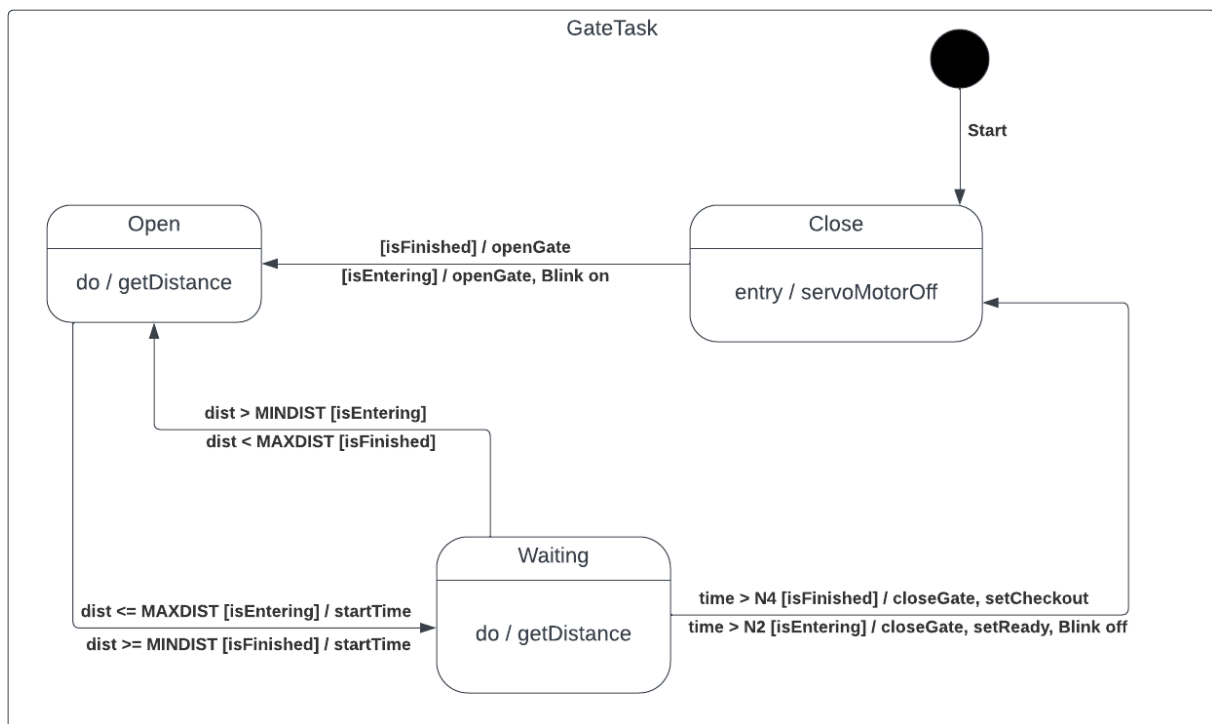 GateTask
Start
Open
do / getDistance
[isFinished] / openGate
[isEntering] / openGate, Blink on
Close
entry / servoMotorOff
dist > MINDIST [isEntering]
dist < MAXDIST [isFinished]
dist <= MAXDIST [isEntering] / startTime
dist >= MINDIST [isFinished] / startTime
Waiting
do / getDistance
time > N4 [isFinished] / closeGate, setCheckout
time > N2 [isEntering] / closeGate, setReady, Blink off